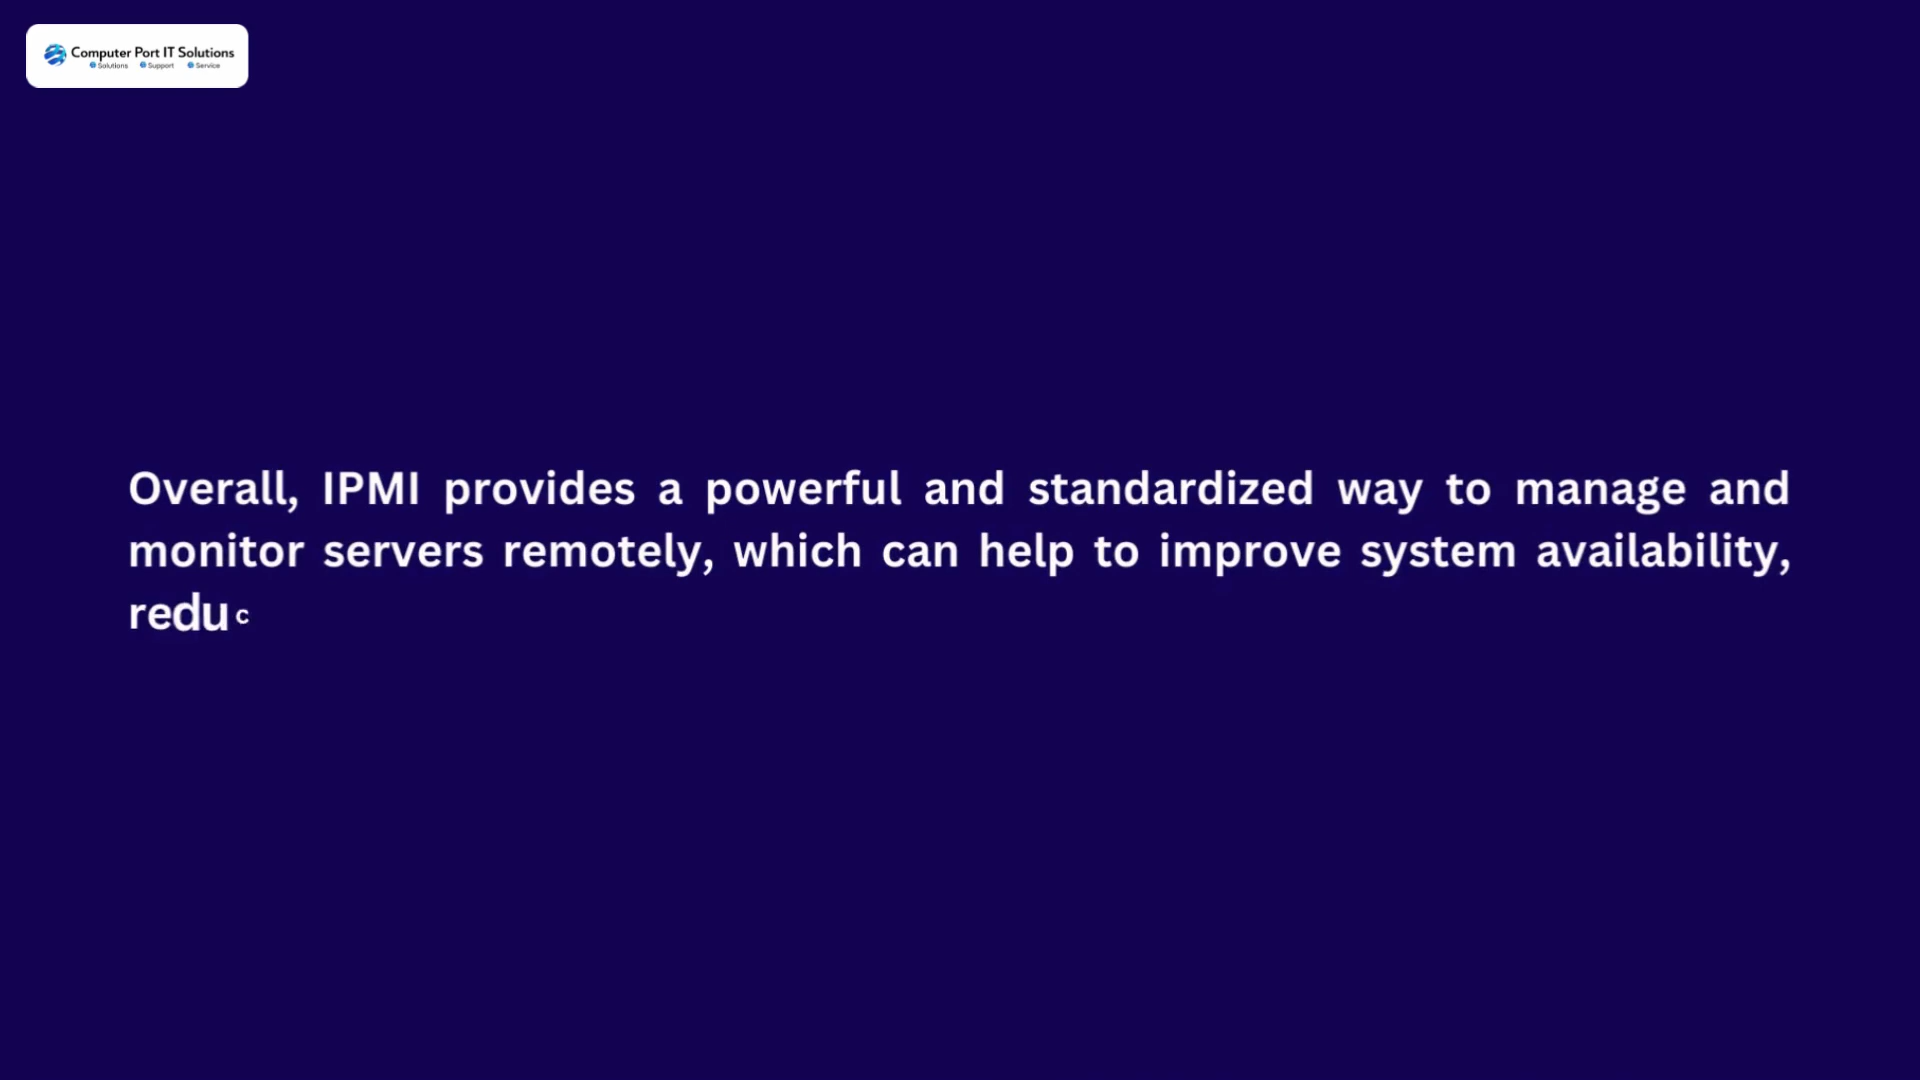 Computer Port IT Solutions
Solutions Support Service
Overall, IPMI provides a powerful and standardized way to manage and
monitor servers remotely, which can help to improve system availability,
reduc